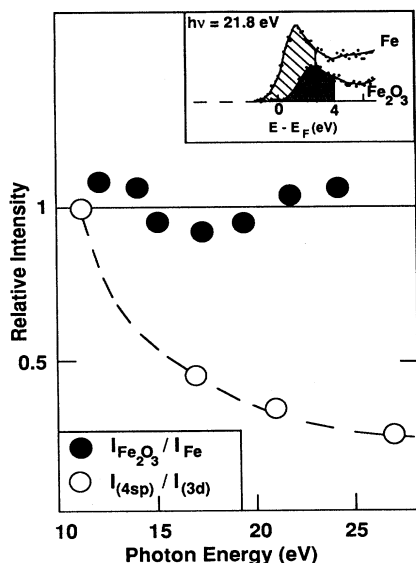 hν = 21.8 eV
Fe
Fe2O3
0 4
E - EF (eV)
1
0.5
Relative Intensity
IFe2O3 / IFe
I(4sp) / I(3d)
10 15 20 25
Photon Energy (eV)